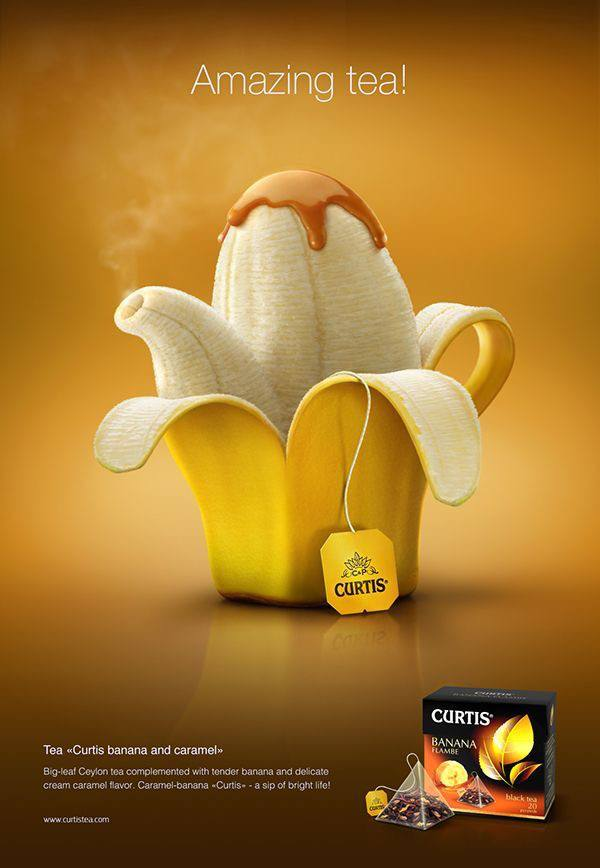 Amazing tea!
C&P
CURTIS®
Tea «Curtis banana and caramel»
Big-leaf Ceylon tea complemented with tender banana and delicate
cream caramel flavor. Caramel-banana «Curtis» - a sip of bright life!
www.curtistea.com
CURTIS®
BANANA
FLAMBE
black tea
20
CURTIS